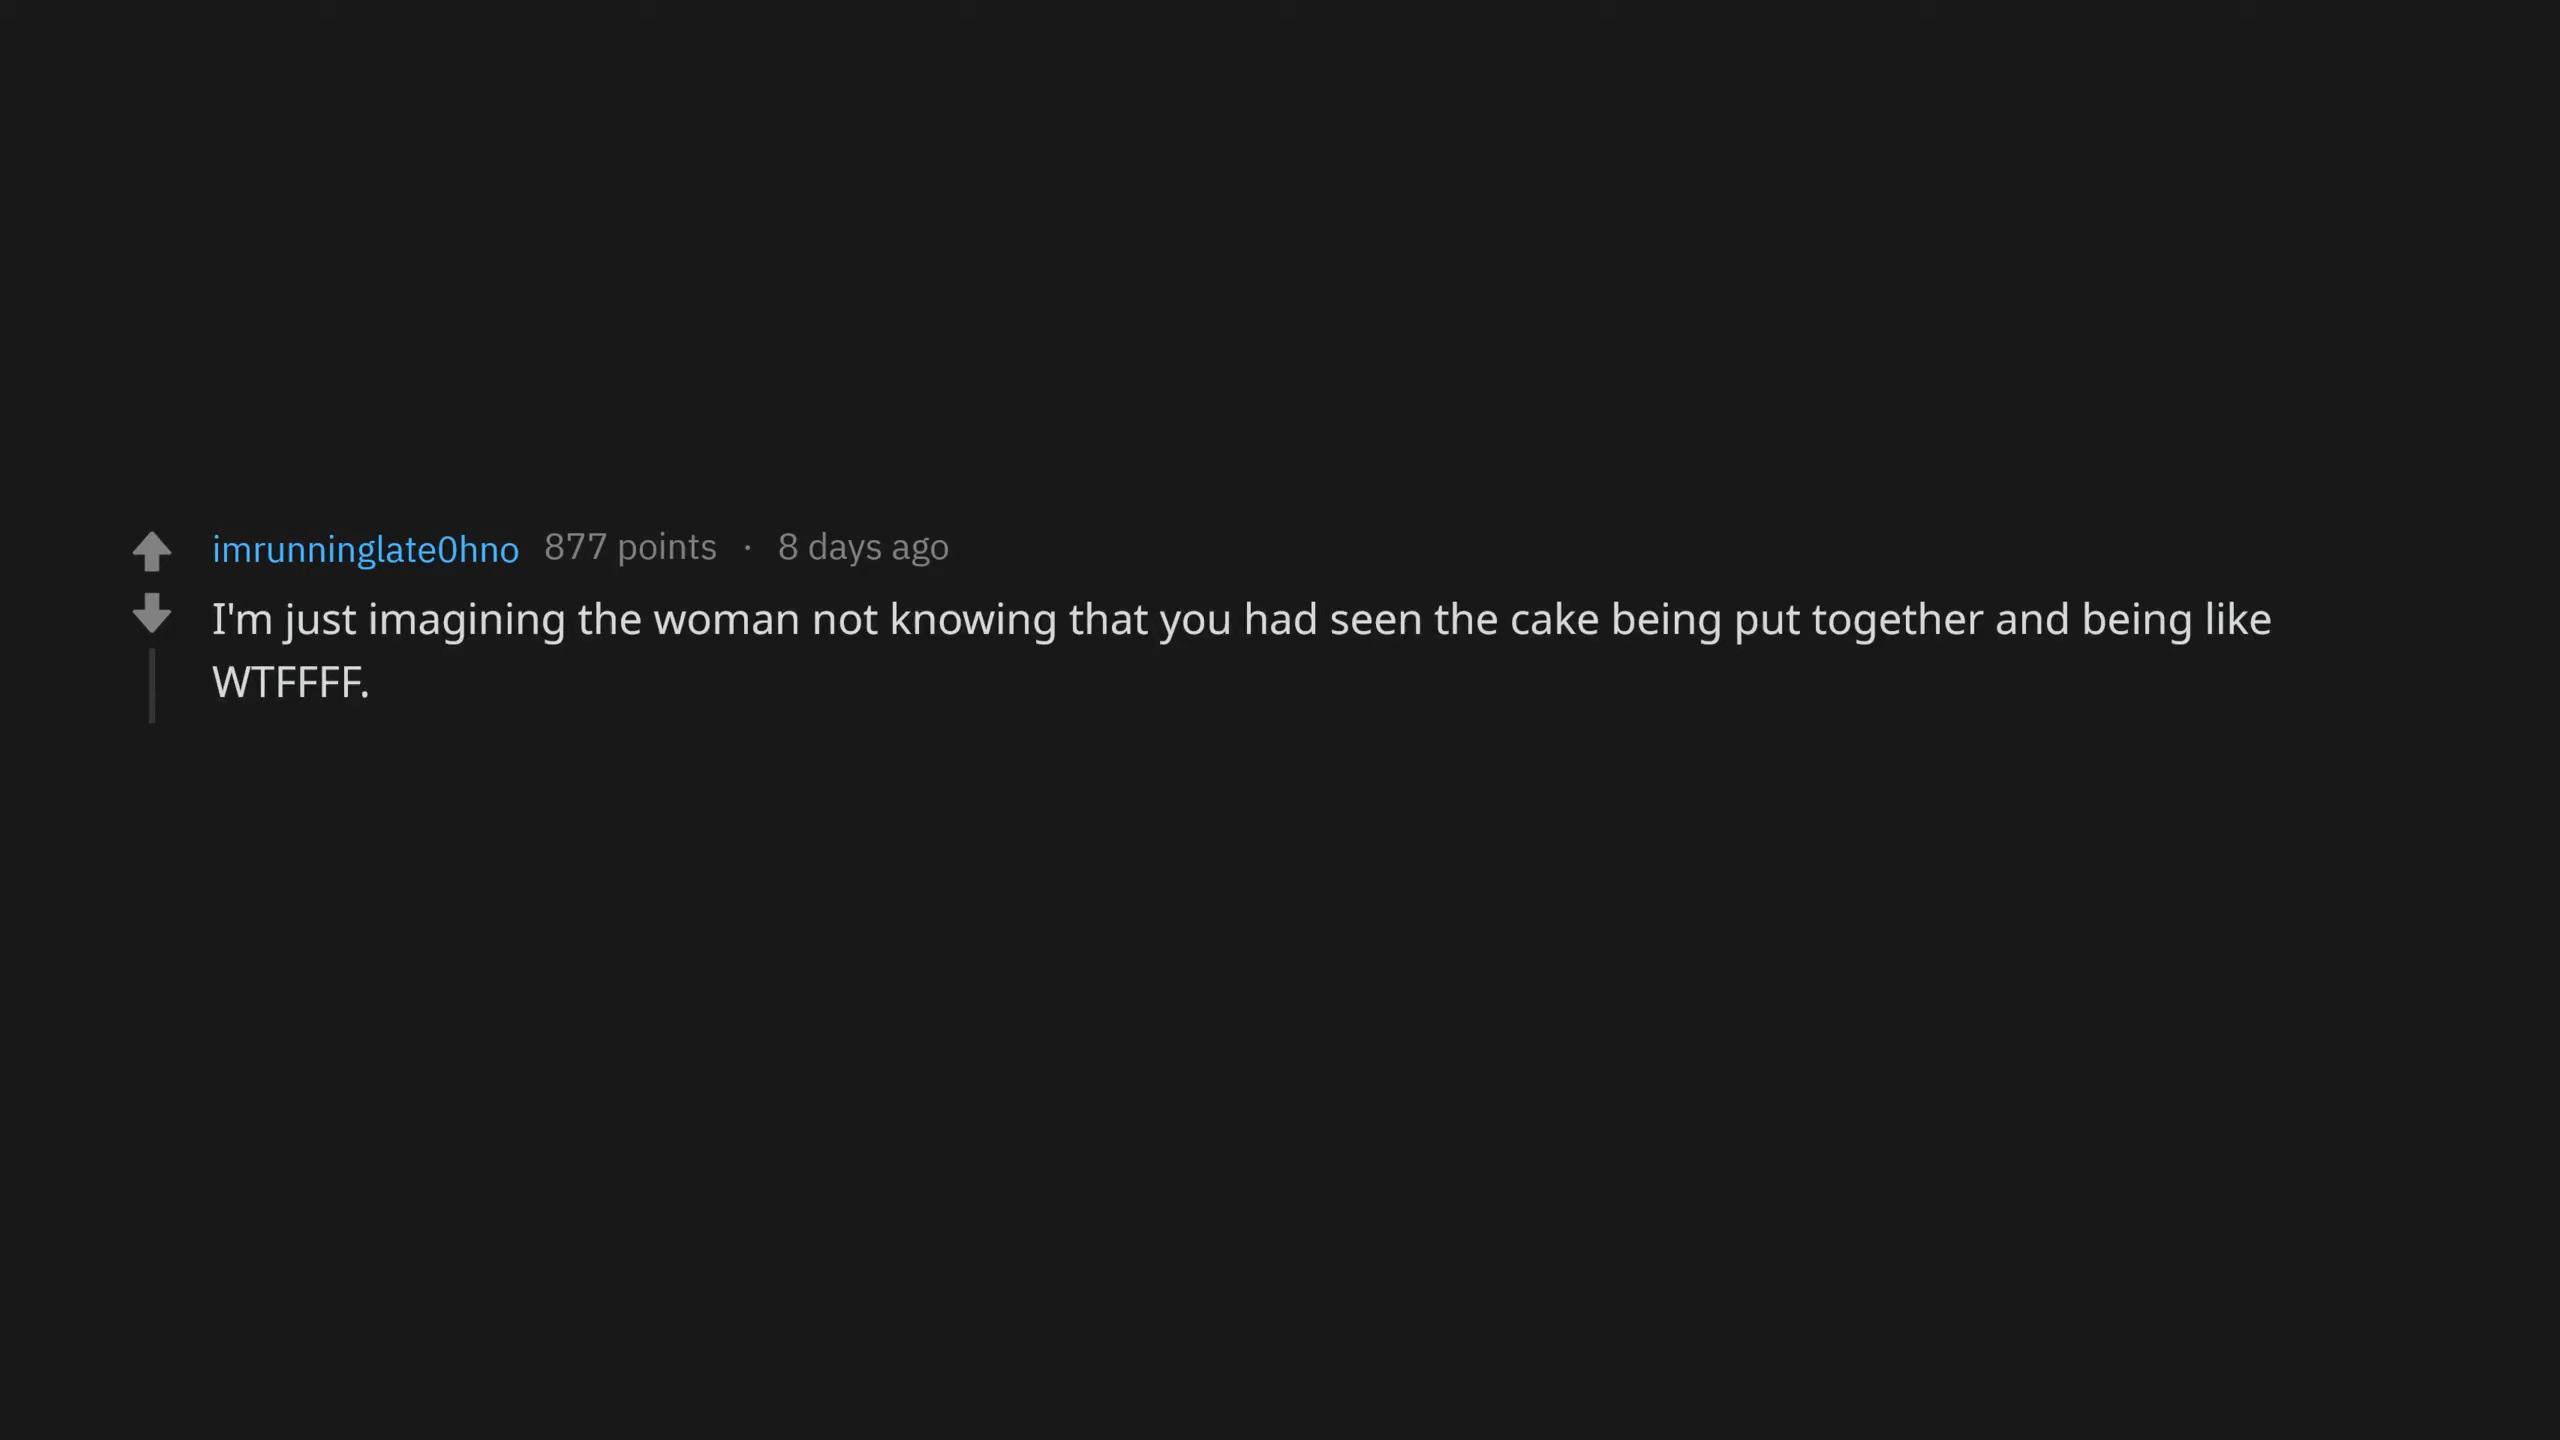 imrunninglate0hno 877 points · 8 days ago
I'm just imagining the woman not knowing that you had seen the cake being put together and being like
WTFFFF.